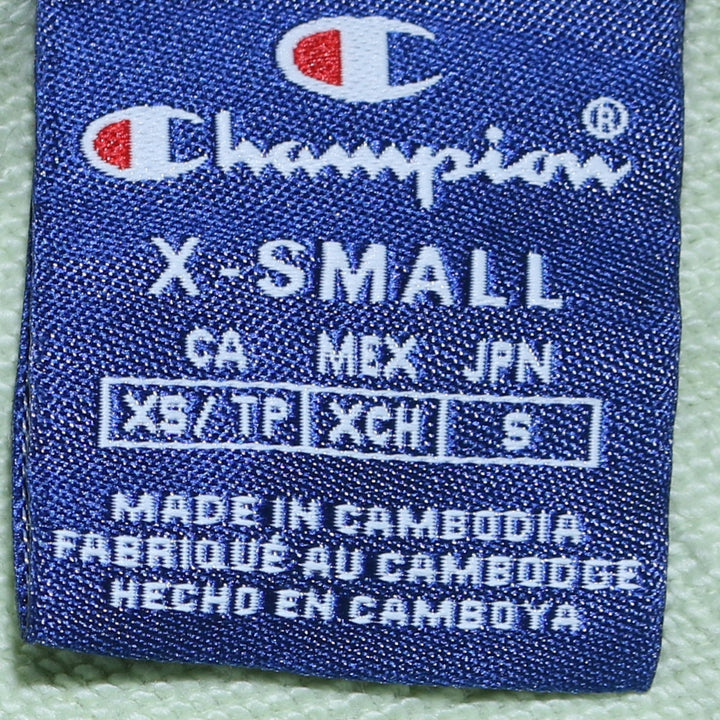 Champion®
X-SMALL
CA MEX JPN
XS/TP XCH S
MADE IN CAMBODIA
FABRIQUÉ AU CAMBODGE
HECHO EN CAMBOYA